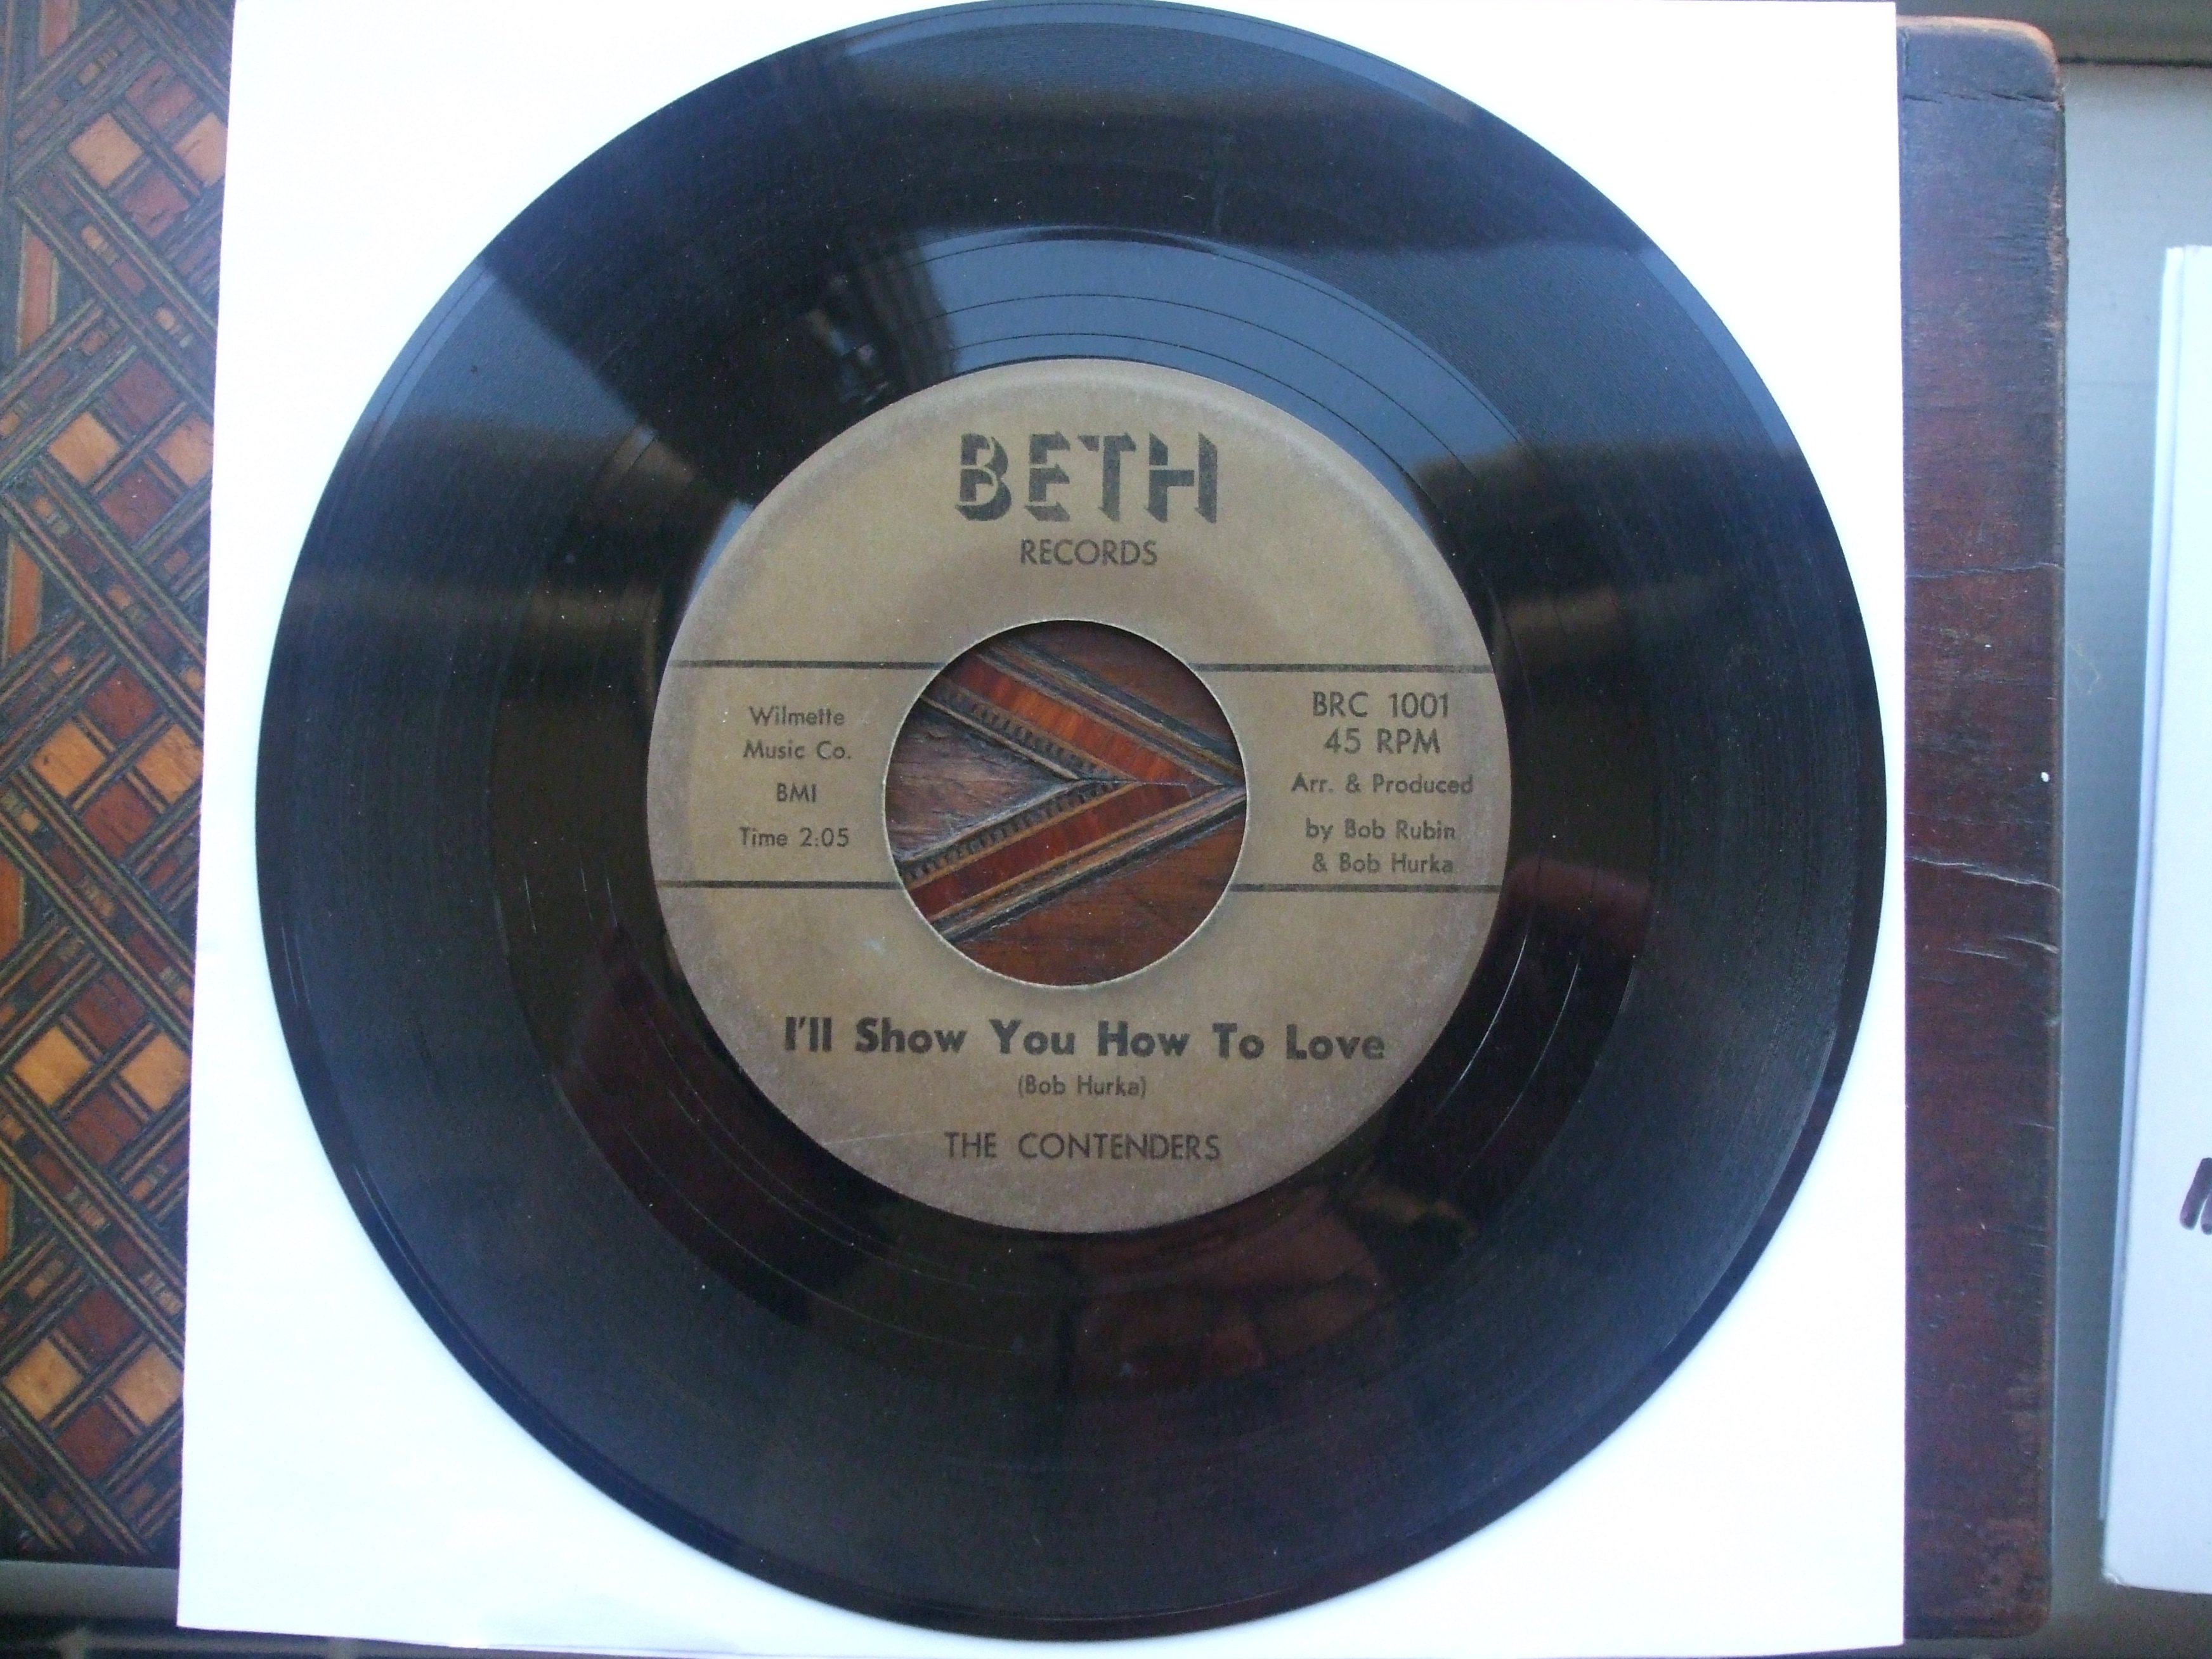 BETH
RECORDS
Wilmette
Music Co.
BMI
Time 2:05
BRC 1001
45 RPM
Arr. & Produced
by Bob Rubin
& Bob Hurka
I'll Show You How To Love
(Bob Hurka)
THE CONTENDERS